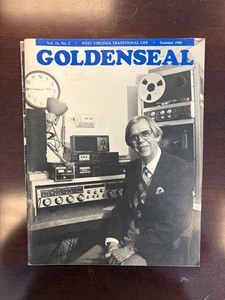 Vol. 14, No. 2 • WEST VIRGINIA TRADITIONAL LIFE • Summer 1988
GOLDENSEAL